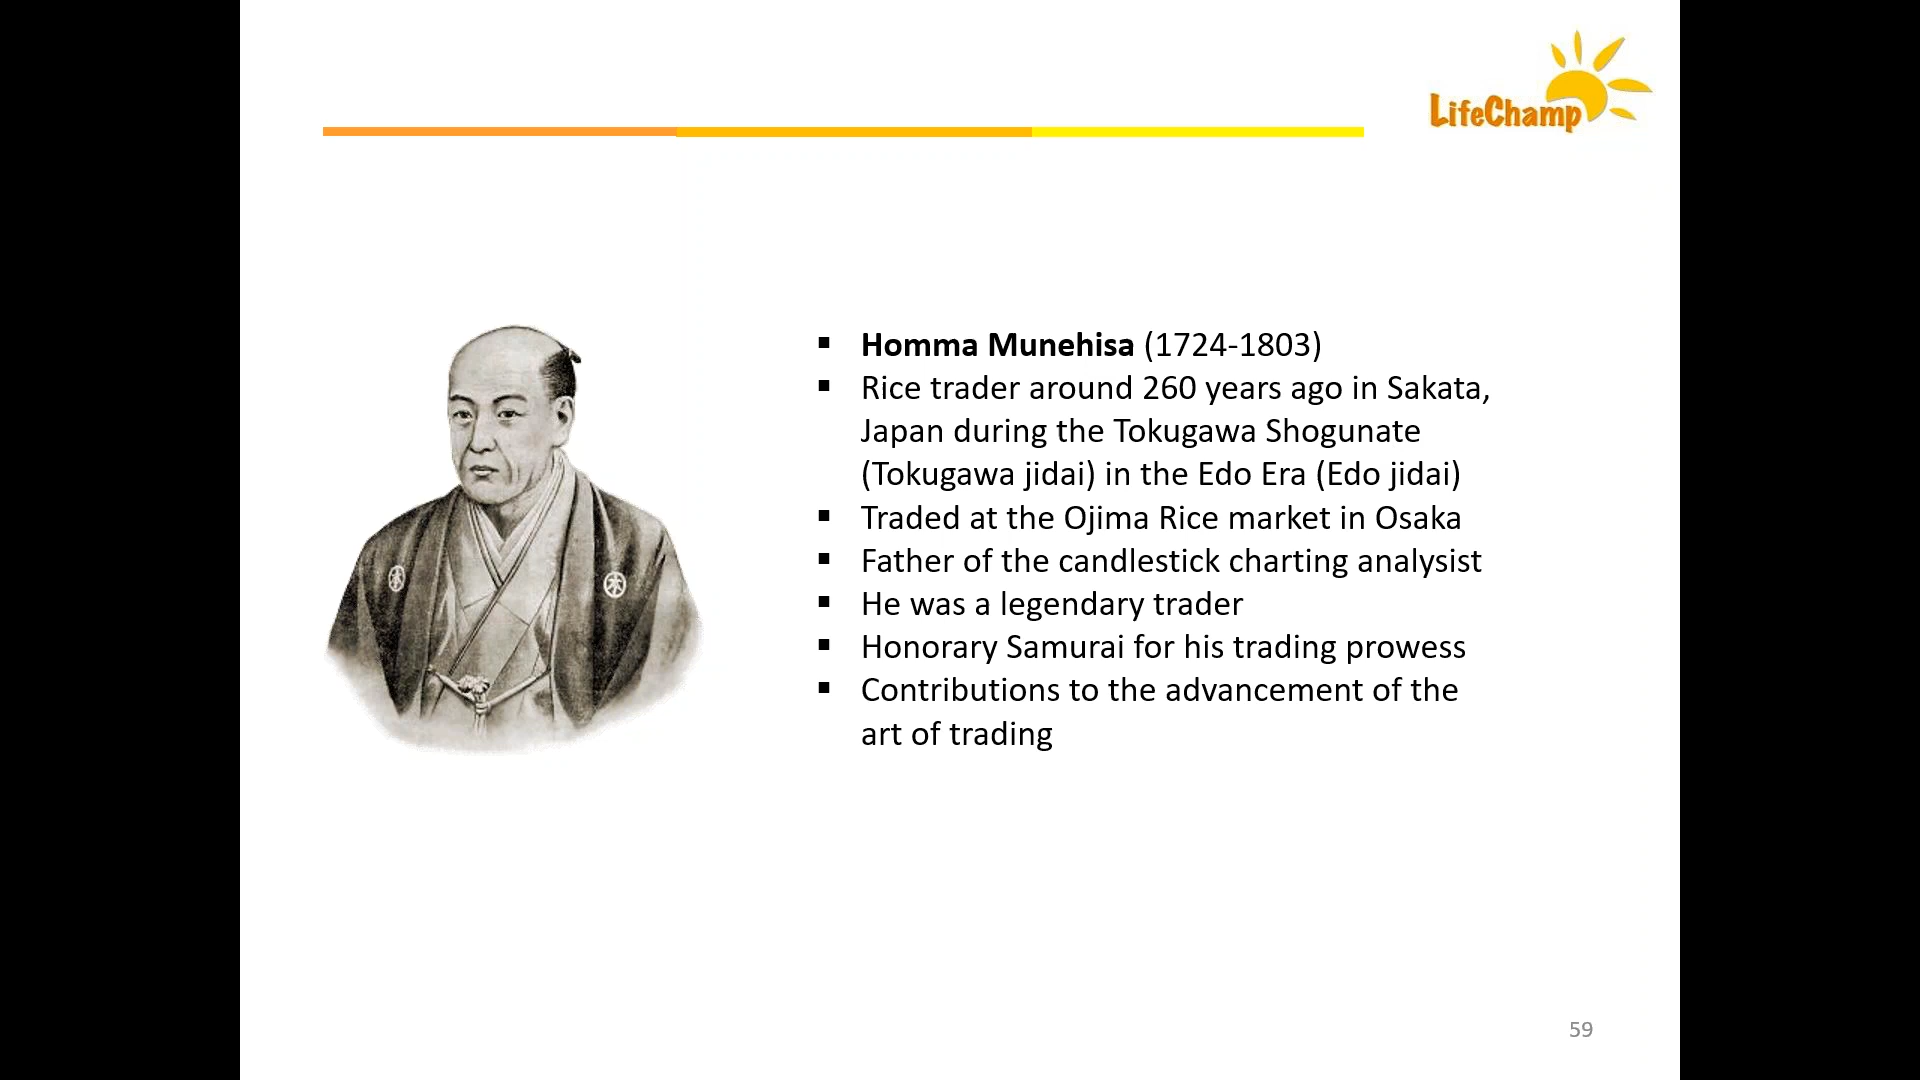 LifeChamp
▪ Homma Munehisa (1724-1803)
▪ Rice trader around 260 years ago in Sakata,
Japan during the Tokugawa Shogunate
(Tokugawa jidai) in the Edo Era (Edo jidai)
▪ Traded at the Ojima Rice market in Osaka
▪ Father of the candlestick charting analysist
▪ He was a legendary trader
▪ Honorary Samurai for his trading prowess
▪ Contributions to the advancement of the
art of trading
59